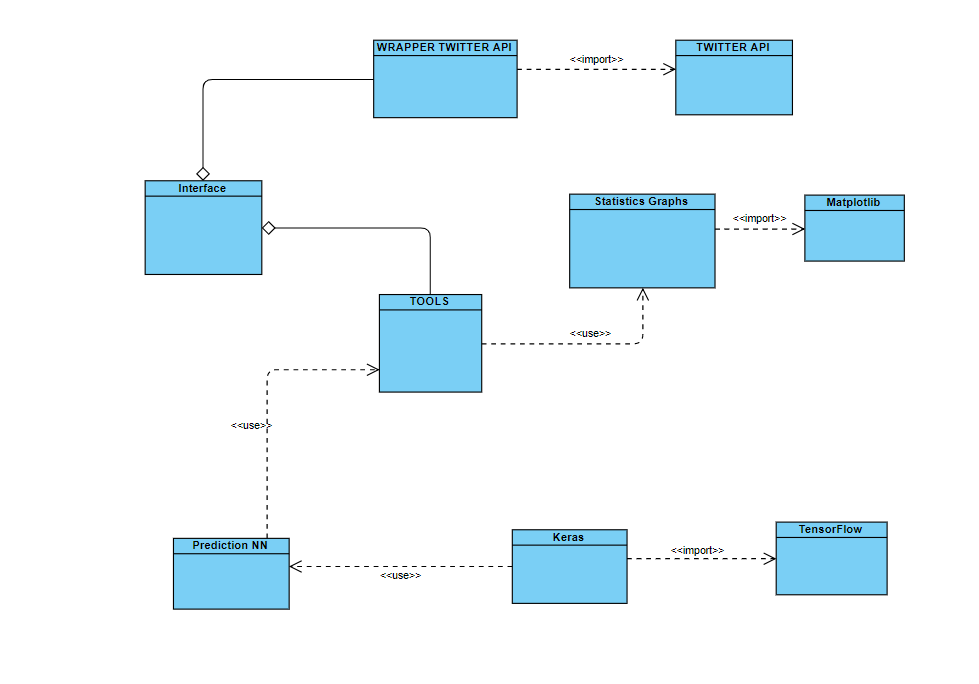 WRAPPER TWITTER API
<<import>>
TWITTER API
Interface
Statistics Graphs
<<import>>
Matplotlib
TOOLS
<<use>>
<<use>>
Prediction NN
<<use>>
Keras
<<import>>
TensorFlow